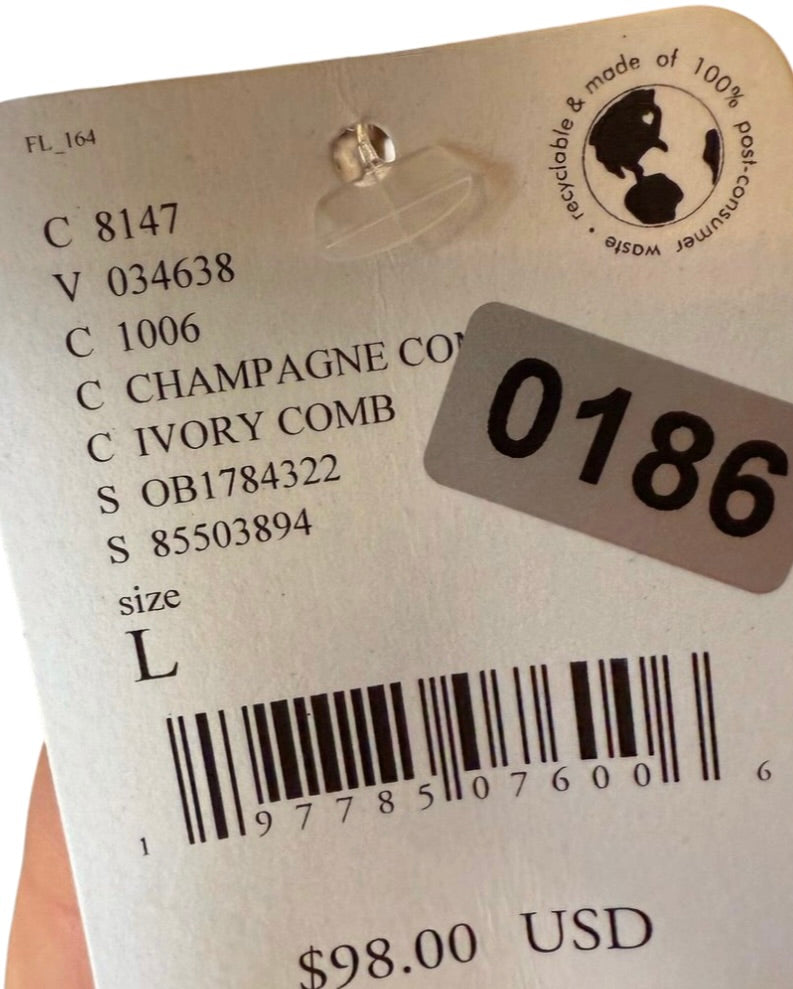 FL_164
recyclable & made of 100% post-consumer waste •
C 8147
V 034638
C 1006
C CHAMPAGNE
C IVORY COMB
S OB1784322
S 85503894
0186
size
L
1 97785 07600 6
$98.00 USD